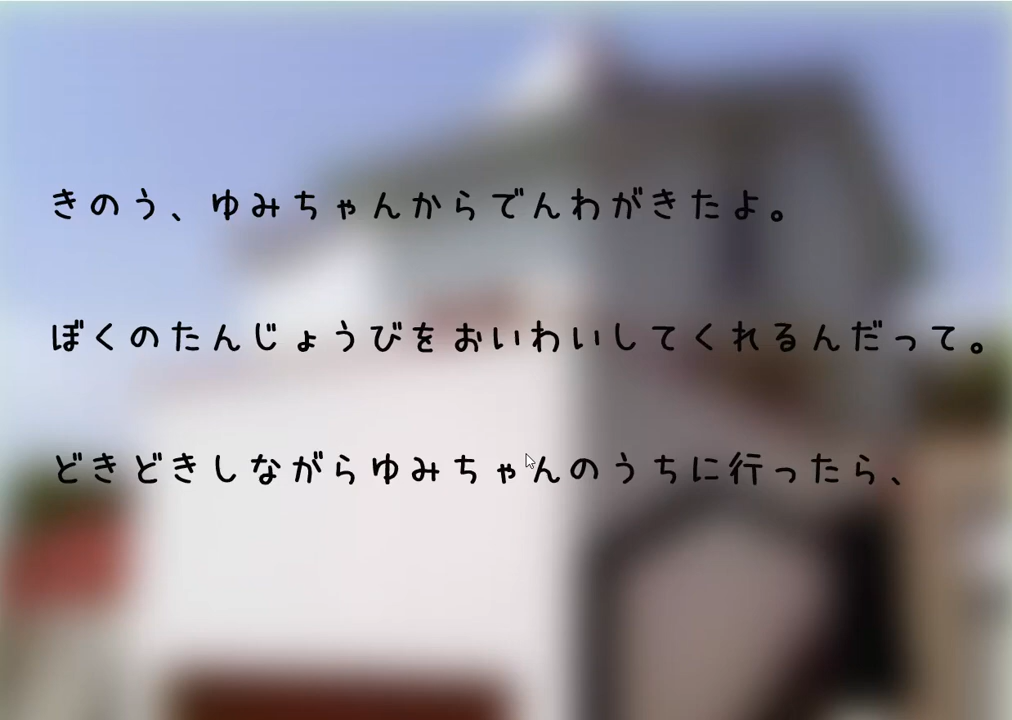 きのう、ゆみちゃんからでんわがきたよ。
ぼくのたんじょうびをおいわいしてくれるんだって。
どきどきしながらゆみちゃんのうちに行ったら、